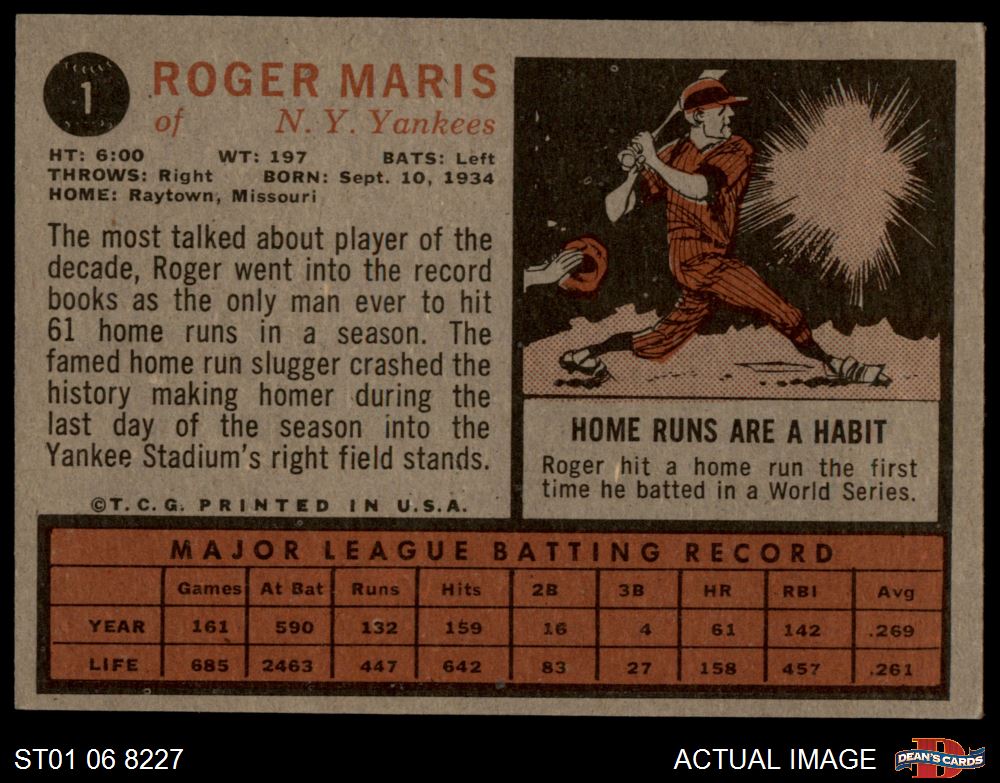 1
ROGER MARIS
of N. Y. Yankees
HT: 6:00 WT: 197 BATS: Left
THROWS: Right BORN: Sept. 10, 1934
HOME: Raytown, Missouri
The most talked about player of the
decade, Roger went into the record
books as the only man ever to hit
61 home runs in a season. The
famed home run slugger crashed the
history making homer during the
last day of the season into the
Yankee Stadium's right field stands.
©T. C. G. PRINTED IN U.S.A.
HOME RUNS ARE A HABIT
Roger hit a home run the first
time he batted in a World Series.
MAJOR LEAGUE BATTING RECORD
Games At Bat Runs Hits 2B 3B HR RBI Avg
YEAR 161 590 132 159 16 4 61 142 .269
LIFE 685 2463 447 642 83 27 158 457 .261
ST01 06 8227
ACTUAL IMAGE
DEAN'S CARDS